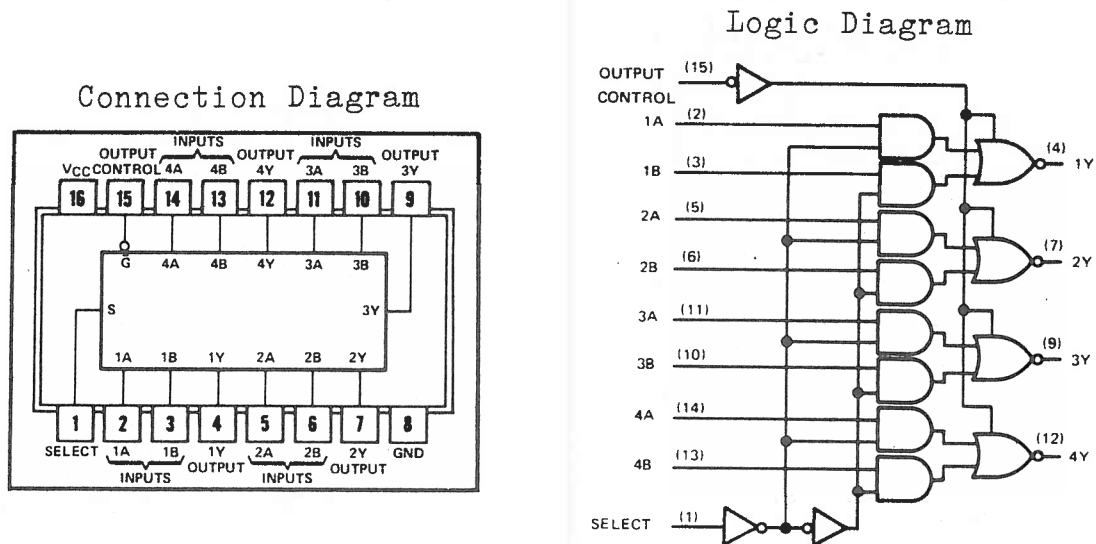 Connection Diagram
INPUTS INPUTS
OUTPUT OUTPUT OUTPUT
VCC CONTROL 4A 4B 4Y 3A 3B 3Y
16 15 14 13 12 11 10 9
G 4A 4B 4Y 3A 3B
S 3Y
1A 1B 1Y 2A 2B 2Y
1 2 3 4 5 6 7 8
SELECT 1A 1B 1Y 2A 2B 2Y GND
OUTPUT OUTPUT
INPUTS INPUTS
Logic Diagram
OUTPUT CONTROL (15)
1A (2)
(4) 1Y
1B (3)
2A (5)
(7) 2Y
2B (6)
3A (11)
(9) 3Y
3B (10)
4A (14)
(12) 4Y
4B (13)
SELECT (1)